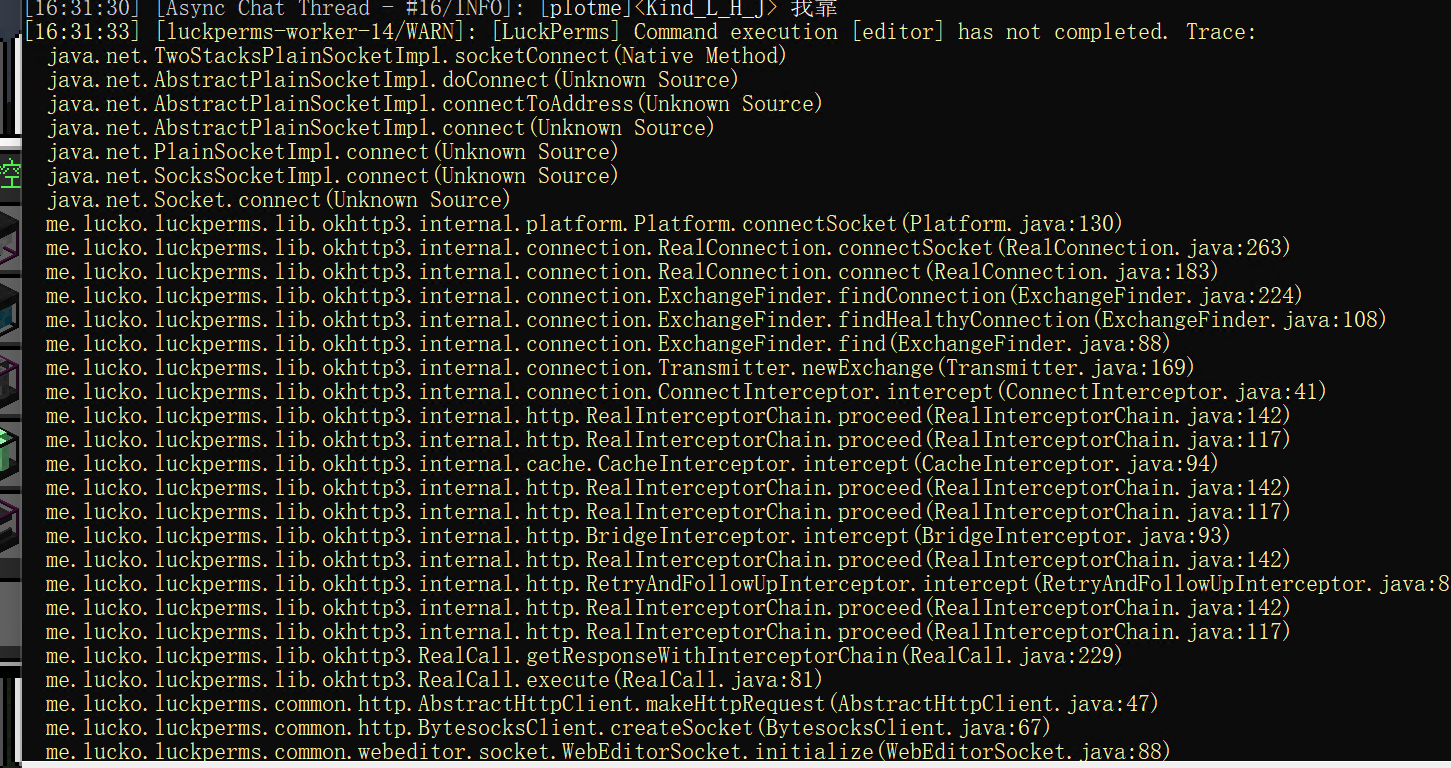 [16:31:30] [Async Chat Thread - #16/INFO]: [plotme]<Kind_L_H_J> 我靠
[16:31:33] [luckperms-worker-14/WARN]: [LuckPerms] Command execution [editor] has not completed. Trace:
java.net.TwoStacksPlainSocketImpl.socketConnect(Native Method)
java.net.AbstractPlainSocketImpl.doConnect(Unknown Source)
java.net.AbstractPlainSocketImpl.connectToAddress(Unknown Source)
java.net.AbstractPlainSocketImpl.connect(Unknown Source)
java.net.PlainSocketImpl.connect(Unknown Source)
空
java.net.SocksSocketImpl.connect(Unknown Source)
java.net.Socket.connect(Unknown Source)
me.lucko.luckperms.lib.okhttp3.internal.platform.Platform.connectSocket(Platform.java:130)
me.lucko.luckperms.lib.okhttp3.internal.connection.RealConnection.connectSocket(RealConnection.java:263)
me.lucko.luckperms.lib.okhttp3.internal.connection.RealConnection.connect(RealConnection.java:183)
me.lucko.luckperms.lib.okhttp3.internal.connection.ExchangeFinder.findConnection(ExchangeFinder.java:224)
me.lucko.luckperms.lib.okhttp3.internal.connection.ExchangeFinder.findHealthyConnection(ExchangeFinder.java:108)
me.lucko.luckperms.lib.okhttp3.internal.connection.ExchangeFinder.find(ExchangeFinder.java:88)
me.lucko.luckperms.lib.okhttp3.internal.connection.Transmitter.newExchange(Transmitter.java:169)
me.lucko.luckperms.lib.okhttp3.internal.connection.ConnectInterceptor.intercept(ConnectInterceptor.java:41)
me.lucko.luckperms.lib.okhttp3.internal.http.RealInterceptorChain.proceed(RealInterceptorChain.java:142)
me.lucko.luckperms.lib.okhttp3.internal.http.RealInterceptorChain.proceed(RealInterceptorChain.java:117)
me.lucko.luckperms.lib.okhttp3.internal.cache.CacheInterceptor.intercept(CacheInterceptor.java:94)
me.lucko.luckperms.lib.okhttp3.internal.http.RealInterceptorChain.proceed(RealInterceptorChain.java:142)
me.lucko.luckperms.lib.okhttp3.internal.http.RealInterceptorChain.proceed(RealInterceptorChain.java:117)
me.lucko.luckperms.lib.okhttp3.internal.http.BridgeInterceptor.intercept(BridgeInterceptor.java:93)
me.lucko.luckperms.lib.okhttp3.internal.http.RealInterceptorChain.proceed(RealInterceptorChain.java:142)
me.lucko.luckperms.lib.okhttp3.internal.http.RetryAndFollowUpInterceptor.intercept(RetryAndFollowUpInterceptor.java:8
me.lucko.luckperms.lib.okhttp3.internal.http.RealInterceptorChain.proceed(RealInterceptorChain.java:142)
me.lucko.luckperms.lib.okhttp3.internal.http.RealInterceptorChain.proceed(RealInterceptorChain.java:117)
me.lucko.luckperms.lib.okhttp3.RealCall.getResponseWithInterceptorChain(RealCall.java:229)
me.lucko.luckperms.lib.okhttp3.RealCall.execute(RealCall.java:81)
me.lucko.luckperms.common.http.AbstractHttpClient.makeHttpRequest(AbstractHttpClient.java:47)
me.lucko.luckperms.common.http.BytesocksClient.createSocket(BytesocksClient.java:67)
me.lucko.luckperms.common.webeditor.socket.WebEditorSocket.initialize(WebEditorSocket.java:88)